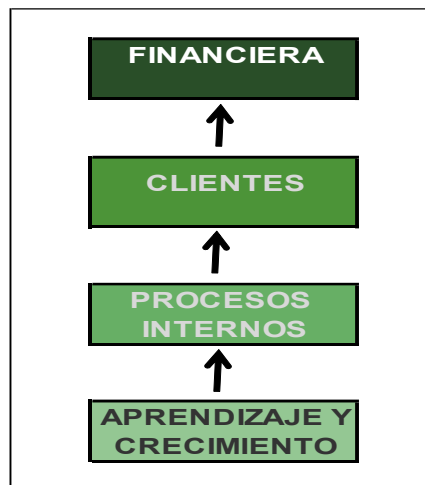 FINANCIERA
CLIENTES
PROCESOS
INTERNOS
APRENDIZAJE Y
CRECIMIENTO